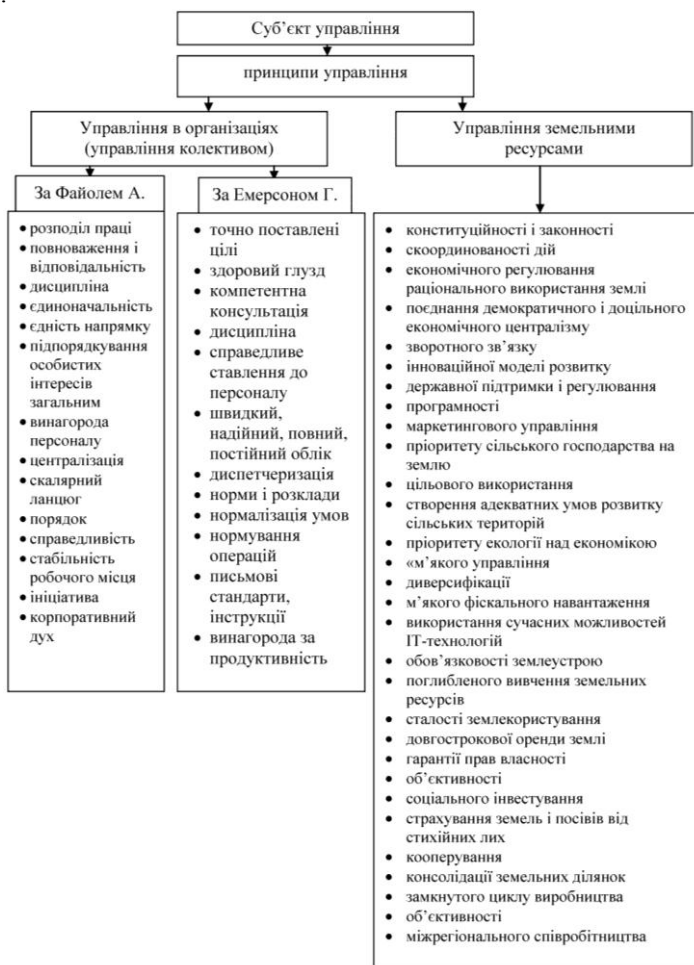 Суб’єкт управління
принципи управління
Управління в організаціях
(управління колективом)
Управління земельними
ресурсами
За Файолем А.
За Емерсоном Г.
• розподіл праці
• повноваження і
відповідальність
• дисципліна
• єдиноначальність
• єдність напрямку
• підпорядкування
особистих
інтересів
загальним
• винагорода
персоналу
• централізація
• скалярний
ланцюг
• порядок
• справедливість
• стабільність
робочого місця
• ініціатива
• корпоративний
дух
• точно поставлені
цілі
• здоровий глузд
• компетентна
консультація
• дисципліна
• справедливе
ставлення до
персоналу
• швидкий,
надійний, повний,
постійний облік
• диспетчеризація
• норми і розклади
• нормалізація умов
• нормування
операцій
• письмові
стандарти,
інструкції
• винагорода за
продуктивність
• конституційності і законності
• скоординованості дій
• економічного регулювання
раціонального використання землі
• поєднання демократичного і доцільного
економічного централізму
• зворотного зв’язку
• інноваційної моделі розвитку
• державної підтримки і регулювання
• програмності
• маркетингового управління
• пріоритету сільського господарства на
землю
• цільового використання
• створення адекватних умов розвитку
сільських територій
• пріоритету екології над економікою
• «м’якого управління
• диверсифікації
• м’якого фіскального навантаження
• використання сучасних можливостей
ІТ-технологій
• обов’язковості землеустрою
• поглибленого вивчення земельних
ресурсів
• сталості землекористування
• довгострокової оренди землі
• гарантії прав власності
• об’єктивності
• соціального інвестування
• страхування земель і посівів від
стихійних лих
• кооперування
• консолідації земельних ділянок
• замкнутого циклу виробництва
• об’єктивності
• міжрегіонального співробітництва